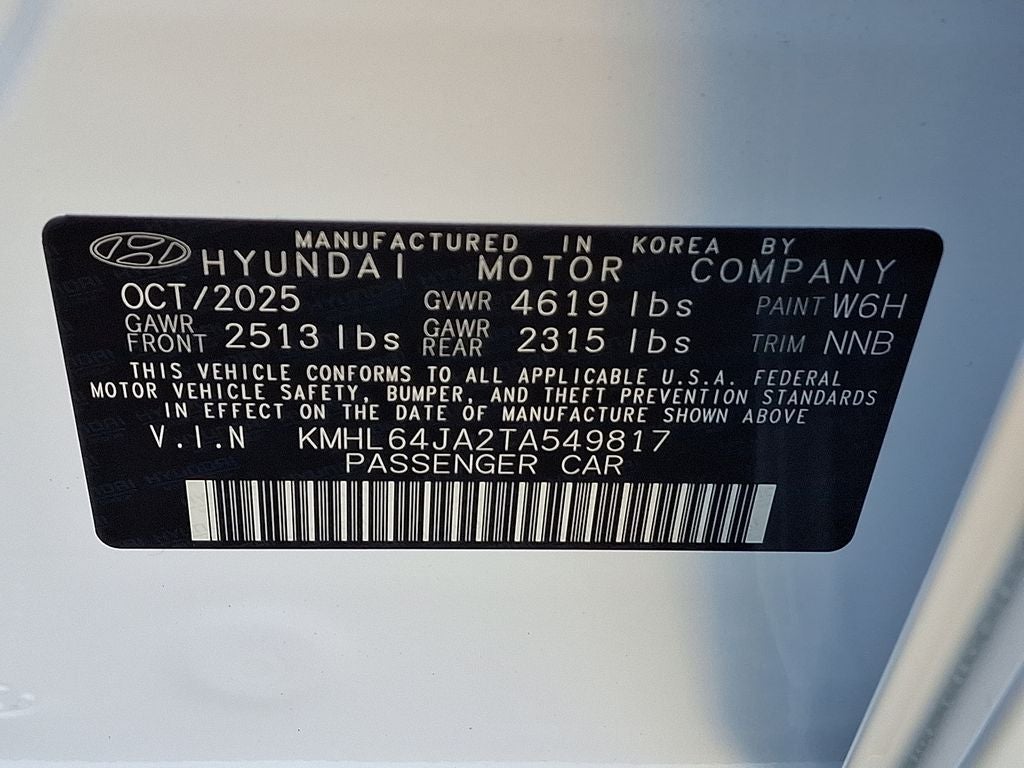 MANUFACTURED IN KOREA BY
HYUNDAI MOTOR COMPANY
OCT/2025 GVWR 4619 lbs PAINT W6H
GAWR FRONT 2513 lbs GAWR REAR 2315 lbs TRIM NNB
THIS VEHICLE CONFORMS TO ALL APPLICABLE U.S.A. FEDERAL
MOTOR VEHICLE SAFETY, BUMPER, AND THEFT PREVENTION STANDARDS
IN EFFECT ON THE DATE OF MANUFACTURE SHOWN ABOVE
V.I.N KMHL64JA2TA549817
PASSENGER CAR